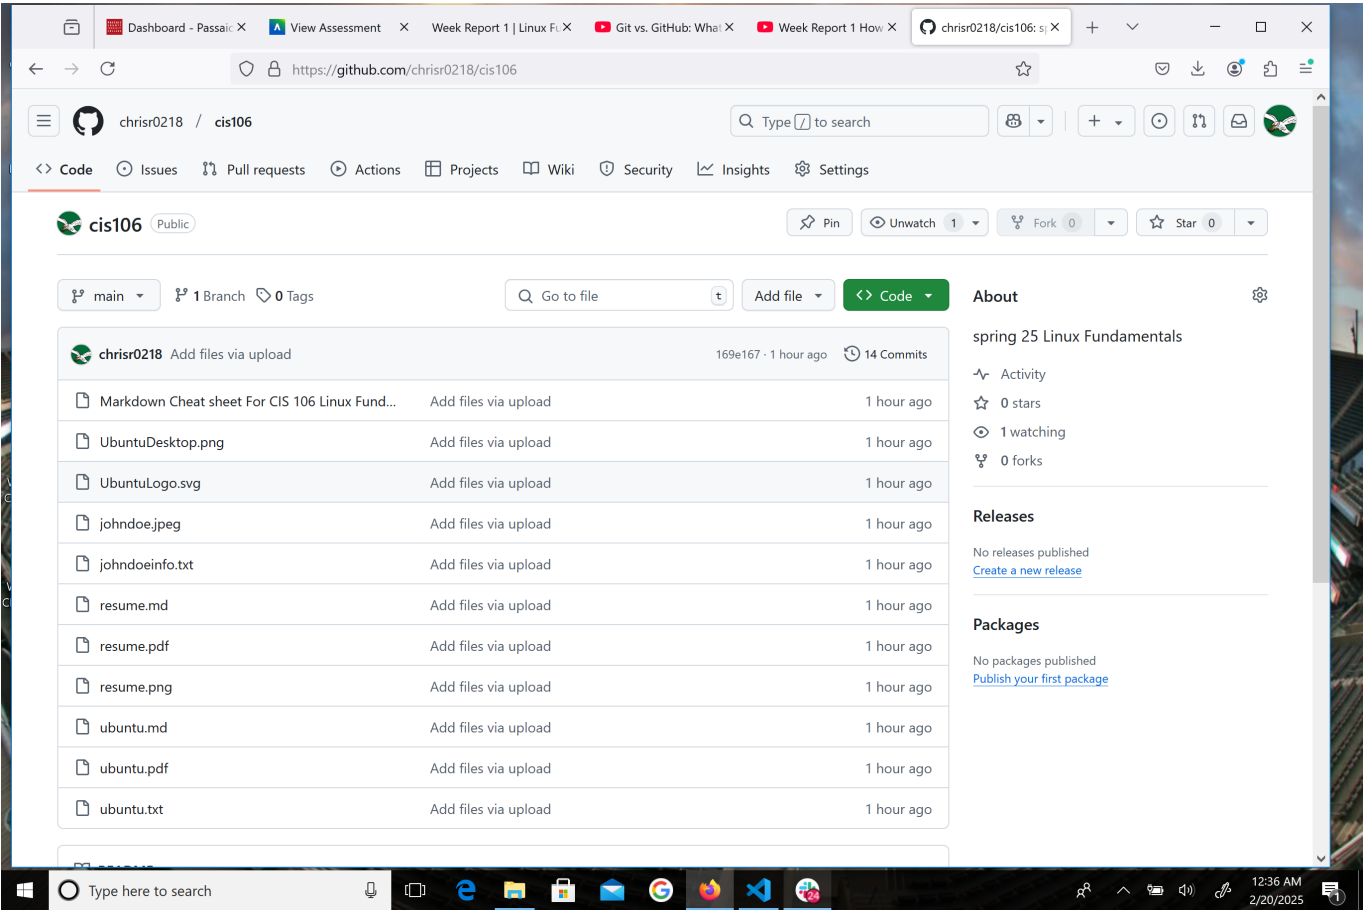 Dashboard - Passaic
View Assessment
Week Report 1 | Linux Fu
Git vs. GitHub: What
Week Report 1 How
chrisr0218/cis106: sp
https://github.com/chrisr0218/cis106
chrisr0218 / cis106
Type / to search
Code
Issues
Pull requests
Actions
Projects
Wiki
Security
Insights
Settings
cis106 Public
Pin
Unwatch 1
Fork 0
Star 0
main
1 Branch
0 Tags
Go to file
t
Add file
Code
chrisr0218 Add files via upload
169e167 · 1 hour ago
14 Commits
Markdown Cheat sheet For CIS 106 Linux Fund... Add files via upload 1 hour ago
UbuntuDesktop.png Add files via upload 1 hour ago
UbuntuLogo.svg Add files via upload 1 hour ago
johndoe.jpeg Add files via upload 1 hour ago
johndoeinfo.txt Add files via upload 1 hour ago
resume.md Add files via upload 1 hour ago
resume.pdf Add files via upload 1 hour ago
resume.png Add files via upload 1 hour ago
ubuntu.md Add files via upload 1 hour ago
ubuntu.pdf Add files via upload 1 hour ago
ubuntu.txt Add files via upload 1 hour ago
About
spring 25 Linux Fundamentals
Activity
0 stars
1 watching
0 forks
Releases
No releases published
Create a new release
Packages
No packages published
Publish your first package
Type here to search
24
12:36 AM
2/20/2025
1